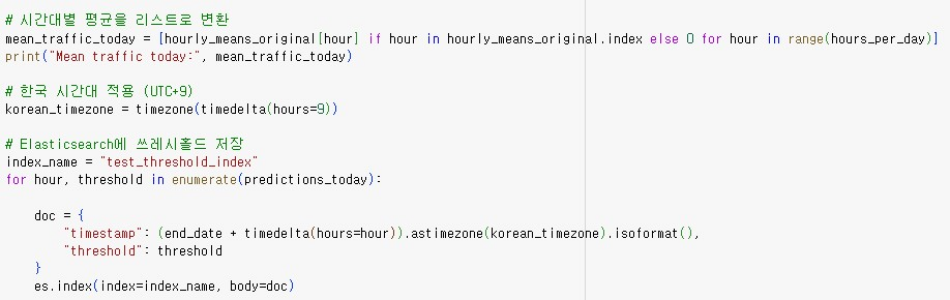 # 시간대별 평균을 리스트로 변환
mean_traffic_today = [hourly_means_original[hour] if hour in hourly_means_original.index else 0 for hour in range(hours_per_day)]
print("Mean traffic today:", mean_traffic_today)
# 한국 시간대 적용 (UTC+9)
korean_timezone = timezone(timedelta(hours=9))
# Elasticsearch에 쓰레시홀드 저장
index_name = "test_threshold_index"
for hour, threshold in enumerate(predictions_today):
doc = {
"timestamp": (end_date + timedelta(hours=hour)).astimezone(korean_timezone).isoformat(),
"threshold": threshold
}
es.index(index=index_name, body=doc)